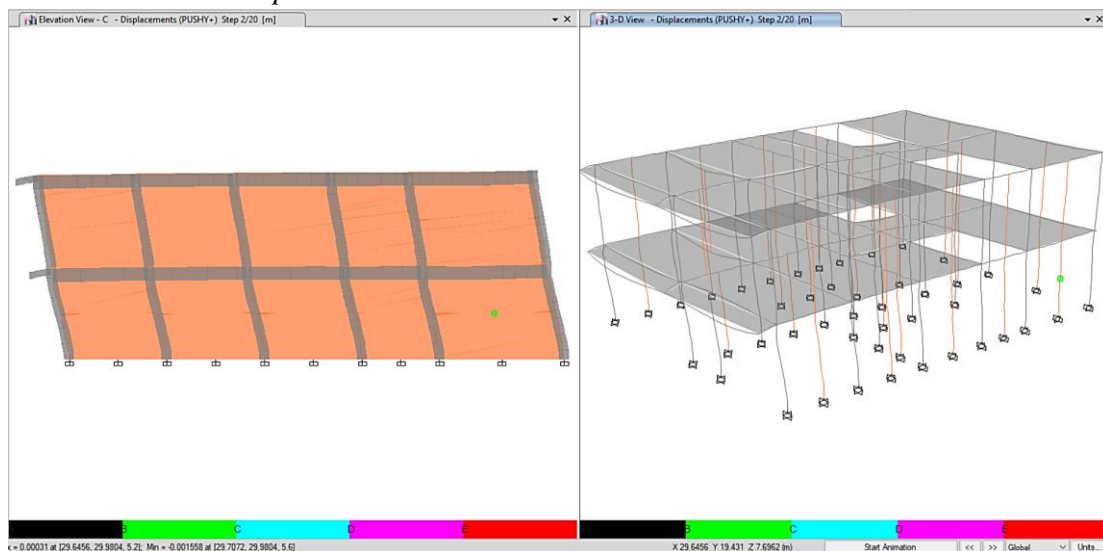 Elevation View - C - Displacements (PUSHY+) Step 2/20 [m]
3-D View - Displacements (PUSHY+) Step 2/20 [m]
B C D E
B C D E
x = 0.00031 at [29.6456, 29.9804, 5.2]; Min = -0.001558 at [29.7072, 29.9804, 5.6]
X 29.6456 Y 19.431 Z 7.6962 (m)
Start Animation
<< >>
Global
Units...